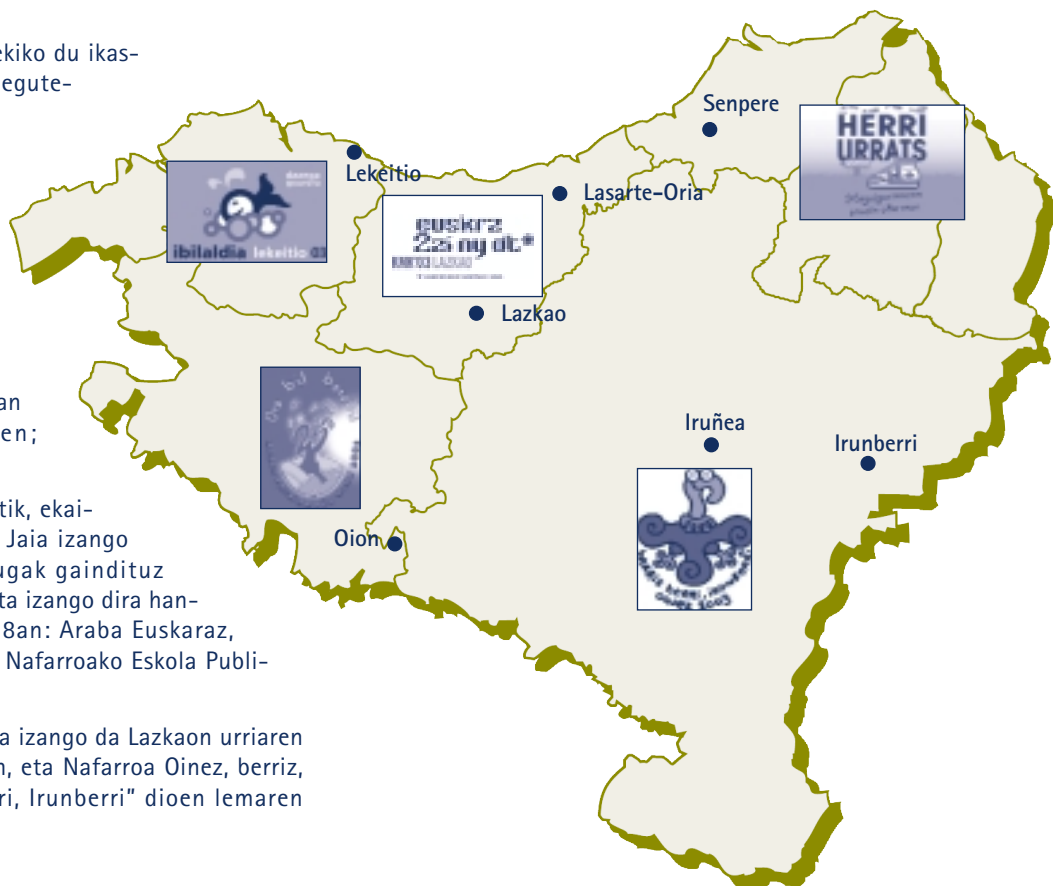 ekiko du ikas-
egute-
an
en;
tik, ekai-
Jaia izango
ugak gaindituz
ta izango dira han-
8an: Araba Euskaraz,
Nafarroako Eskola Publi-
a izango da Lazkaon urriaren
n, eta Nafarroa Oinez, berriz,
ri, Irunberri" dioen lemaren
Senpere
HERRI
URRATS
Lekeitio
ibilaldia lekeitio 03
Lasarte-Oria
Lazkao
Iruñea
Irunberri
Oion